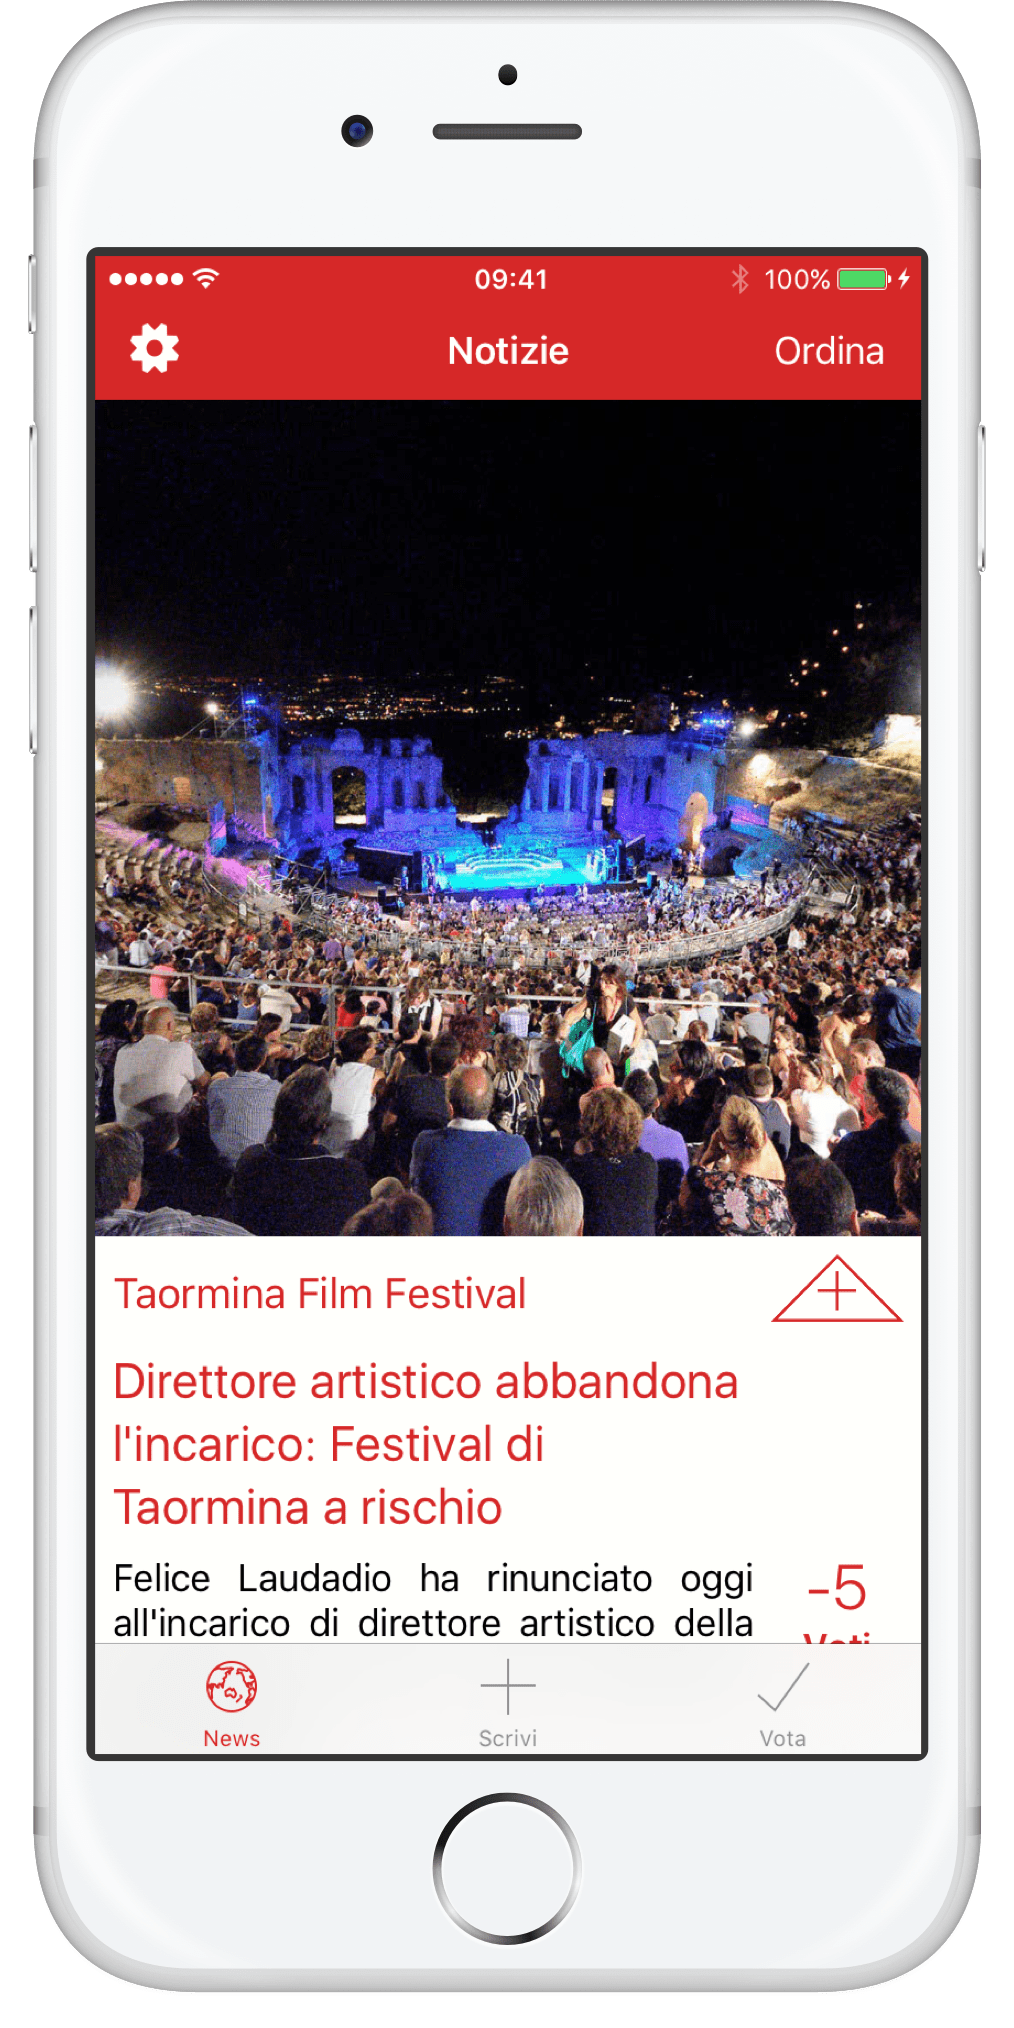 09:41
100%
Notizie
Ordina
Taormina Film Festival
Direttore artistico abbandona
l'incarico: Festival di
Taormina a rischio
Felice Laudadio ha rinunciato oggi
all'incarico di direttore artistico della
-5
Voti
News
Scrivi
Vota